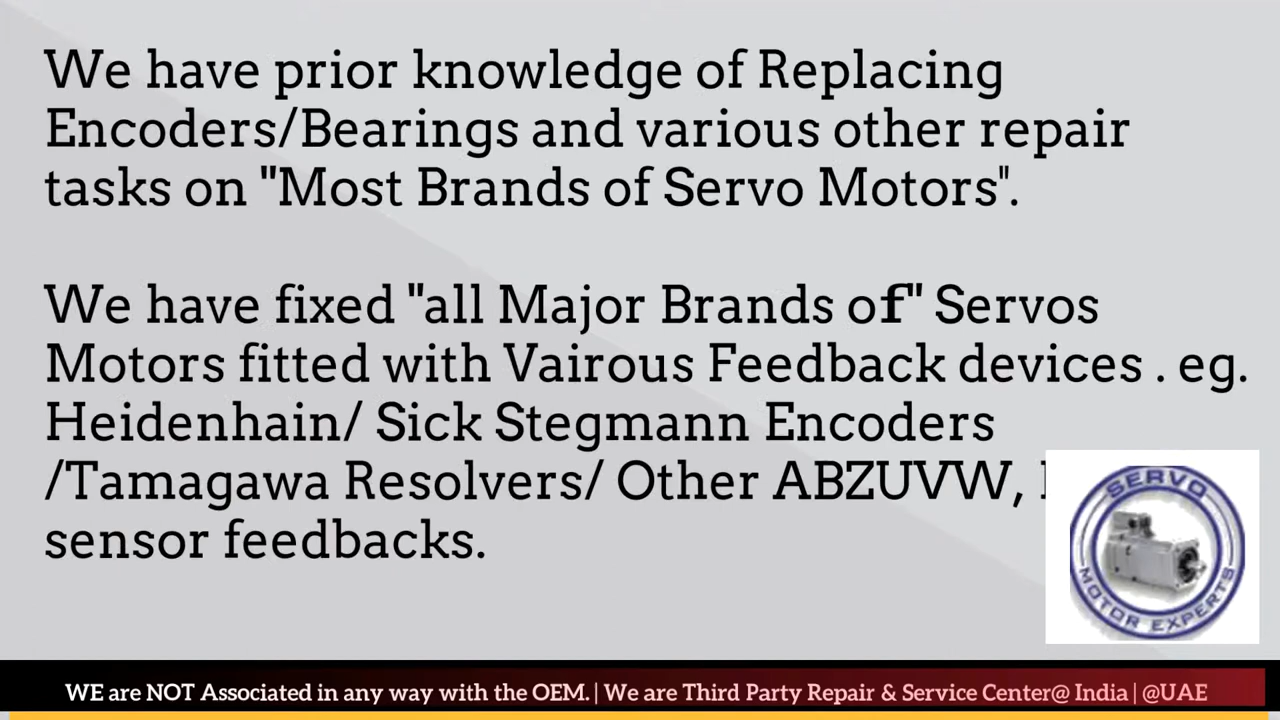 We have prior knowledge of Replacing
Encoders/Bearings and various other repair
tasks on "Most Brands of Servo Motors".
We have fixed "all Major Brands of" Servos
Motors fitted with Vairous Feedback devices . eg.
Heidenhain/ Sick Stegmann Encoders
/Tamagawa Resolvers/ Other ABZUVW,
sensor feedbacks.
SERVO
MOTOR EXPERTS
WE are NOT Associated in any way with the OEM. | We are Third Party Repair & Service Center@ India | @UAE